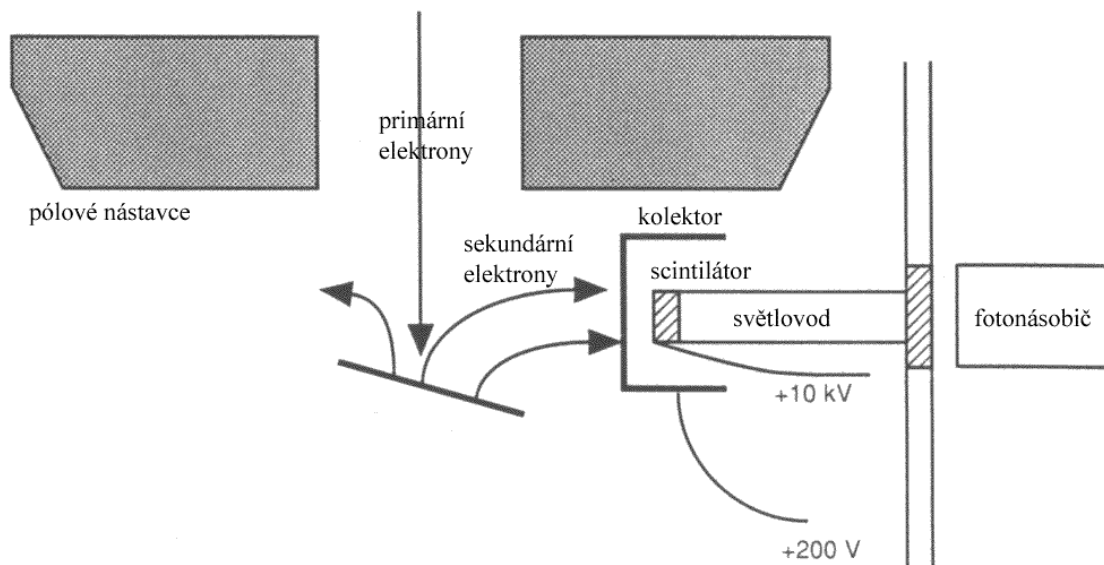 primární
elektrony
pólové nástavce
kolektor
sekundární
elektrony
scintilátor
světlovod
fotonásobič
+10 kV
+200 V